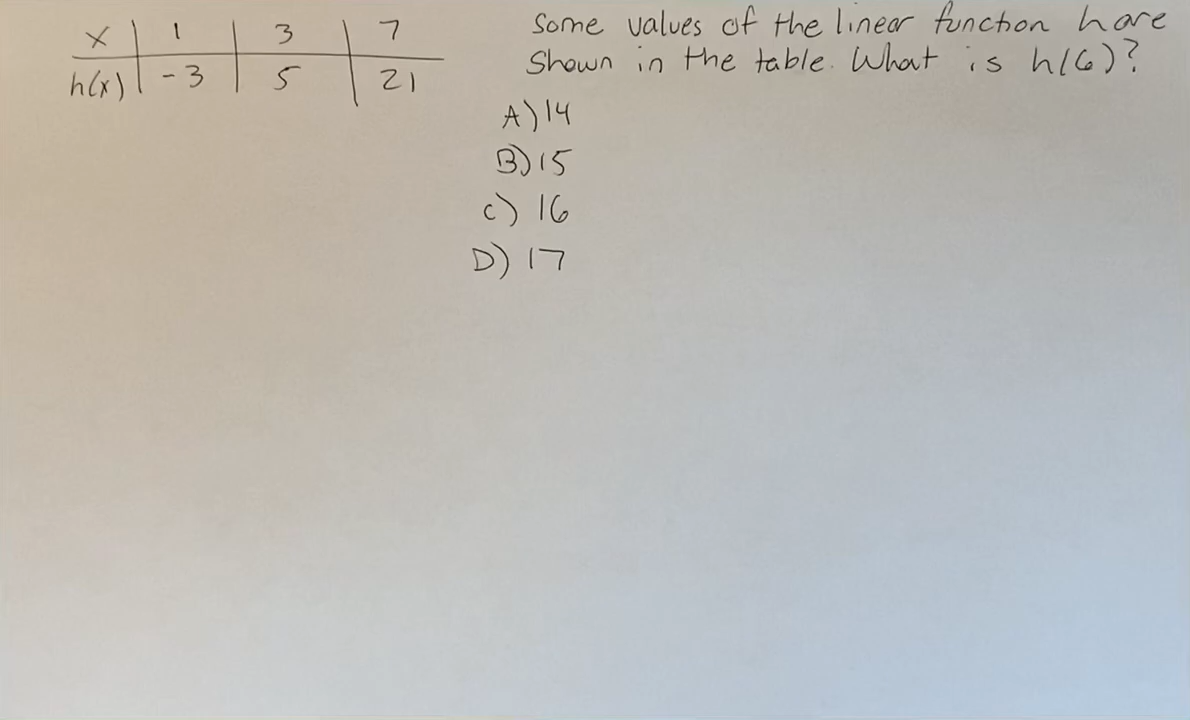 x | 1 | 3 | 7
h(x) | -3 | 5 | 21
Some values of the linear function h are
shown in the table. What is h(6)?
A) 14
B) 15
C) 16
D) 17